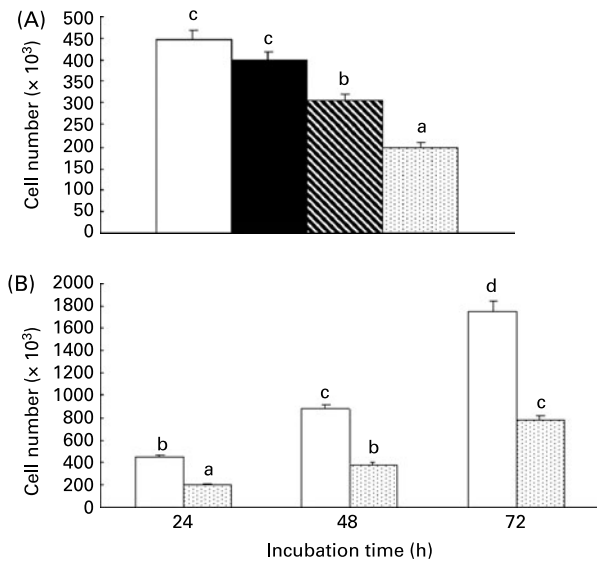 (A)
Cell number (× 10³)
500
450
400
350
300
250
200
150
100
50
0
c
c
b
a
(B)
Cell number (× 10³)
2000
1800
1600
1400
1200
1000
800
600
400
200
0
b
a
c
b
d
c
24 48 72
Incubation time (h)